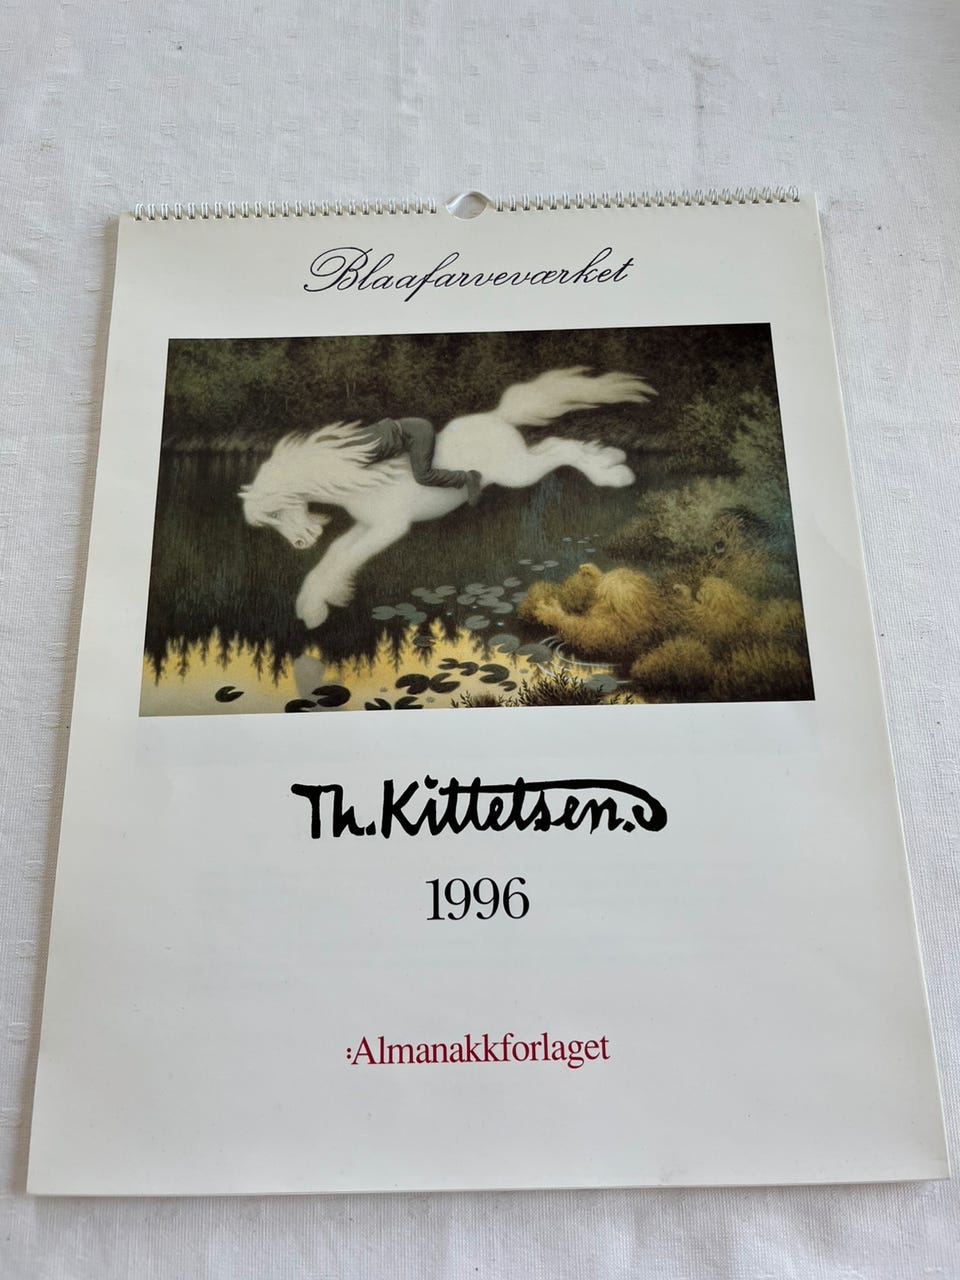 Blaafarveværket
Th. Kittelsen.
1996
:Almanakkforlaget